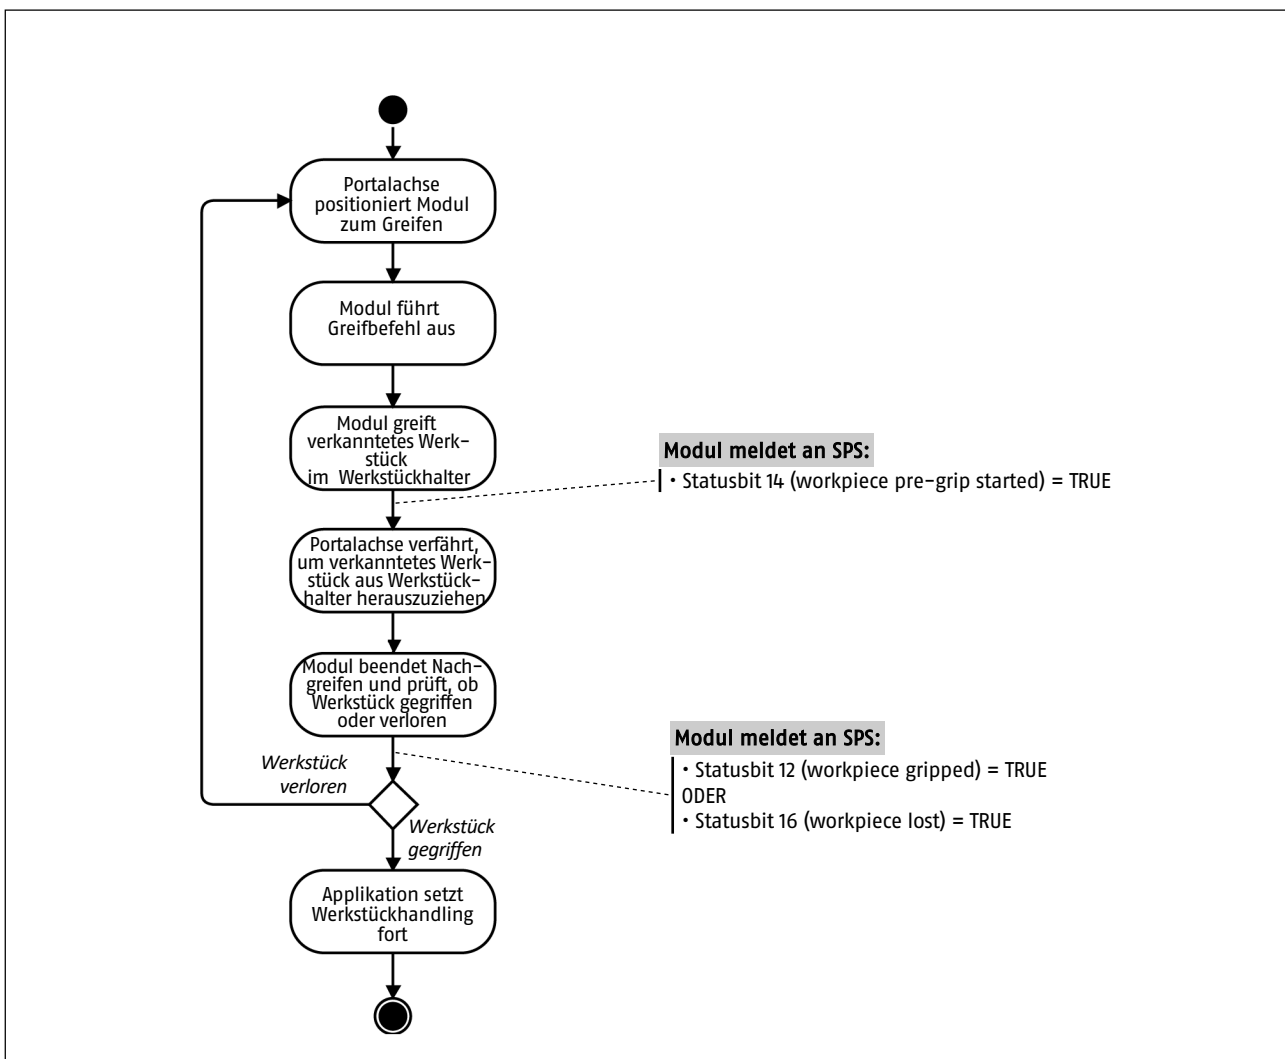 Portalachse
positioniert Modul
zum Greifen
Modul führt
Greifbefehl aus
Modul greift
verkanntetes Werk-
stück
im Werkstückhalter
Modul meldet an SPS:
• Statusbit 14 (workpiece pre-grip started) = TRUE
Portalachse verfährt,
um verkanntetes Werk-
stück aus Werkstück-
halter herauszuziehen
Modul beendet Nach-
greifen und prüft, ob
Werkstück gegriffen
oder verloren
Modul meldet an SPS:
• Statusbit 12 (workpiece gripped) = TRUE
ODER
• Statusbit 16 (workpiece lost) = TRUE
Werkstück
verloren
Werkstück
gegriffen
Applikation setzt
Werkstückhandling
fort